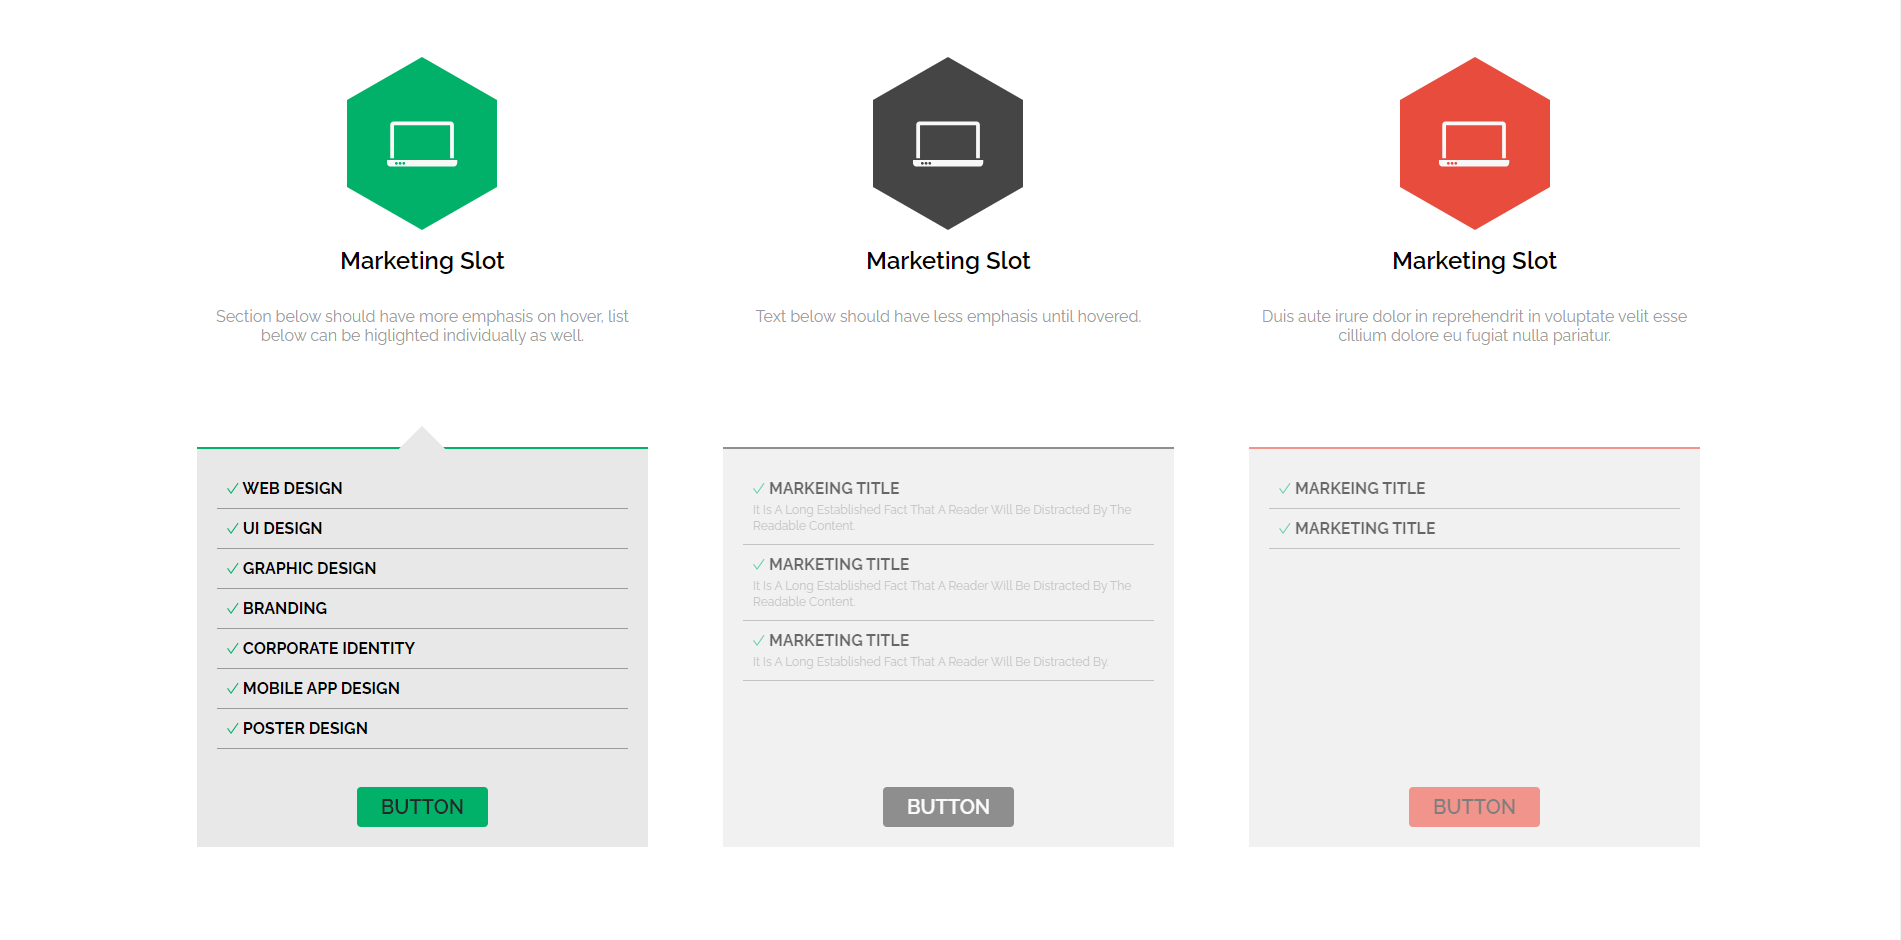 Marketing Slot
Section below should have more emphasis on hover, list
below can be higlighted individually as well.
WEB DESIGN
UI DESIGN
GRAPHIC DESIGN
BRANDING
CORPORATE IDENTITY
MOBILE APP DESIGN
POSTER DESIGN
BUTTON
Marketing Slot
Text below should have less emphasis until hovered.
MARKEING TITLE
It Is A Long Established Fact That A Reader Will Be Distracted By The
Readable Content.
MARKETING TITLE
It Is A Long Established Fact That A Reader Will Be Distracted By The
Readable Content.
MARKETING TITLE
It Is A Long Established Fact That A Reader Will Be Distracted By.
BUTTON
Marketing Slot
Duis aute irure dolor in reprehendrit in voluptate velit esse
cillium dolore eu fugiat nulla pariatur.
MARKEING TITLE
MARKETING TITLE
BUTTON